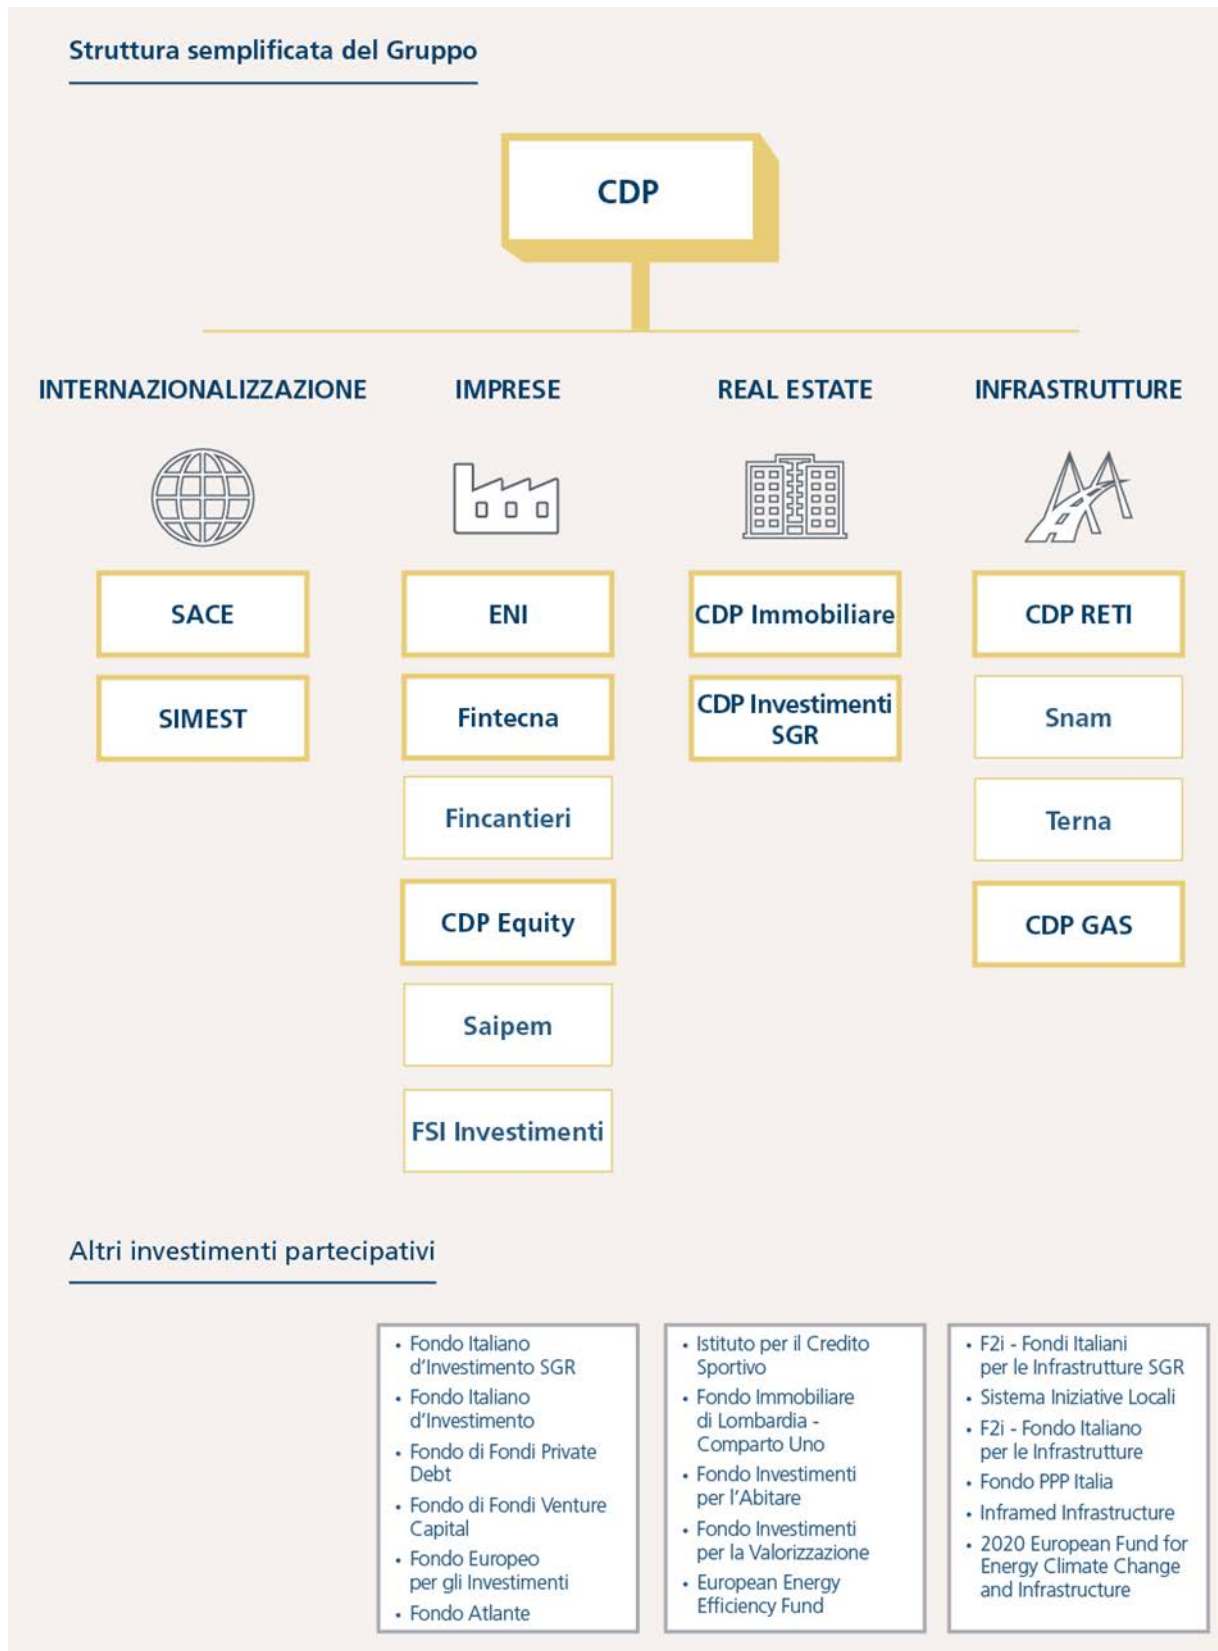 Struttura semplificata del Gruppo
CDP
INTERNAZIONALIZZAZIONE
IMPRESE
REAL ESTATE
INFRASTRUTTURE
SACE
SIMEST
ENI
Fintecna
Fincantieri
CDP Equity
Saipem
FSI Investimenti
CDP Immobiliare
CDP Investimenti
SGR
CDP RETI
Snam
Terna
CDP GAS
Altri investimenti partecipativi
• Fondo Italiano
d'Investimento SGR
• Fondo Italiano
d'Investimento
• Fondo di Fondi Private
Debt
• Fondo di Fondi Venture
Capital
• Fondo Europeo
per gli Investimenti
• Fondo Atlante
• Istituto per il Credito
Sportivo
• Fondo Immobiliare
di Lombardia -
Comparto Uno
• Fondo Investimenti
per l'Abitare
• Fondo Investimenti
per la Valorizzazione
• European Energy
Efficiency Fund
• F2i - Fondi Italiani
per le Infrastrutture SGR
• Sistema Iniziative Locali
• F2i - Fondo Italiano
per le Infrastrutture
• Fondo PPP Italia
• Inframed Infrastructure
• 2020 European Fund for
Energy Climate Change
and Infrastructure